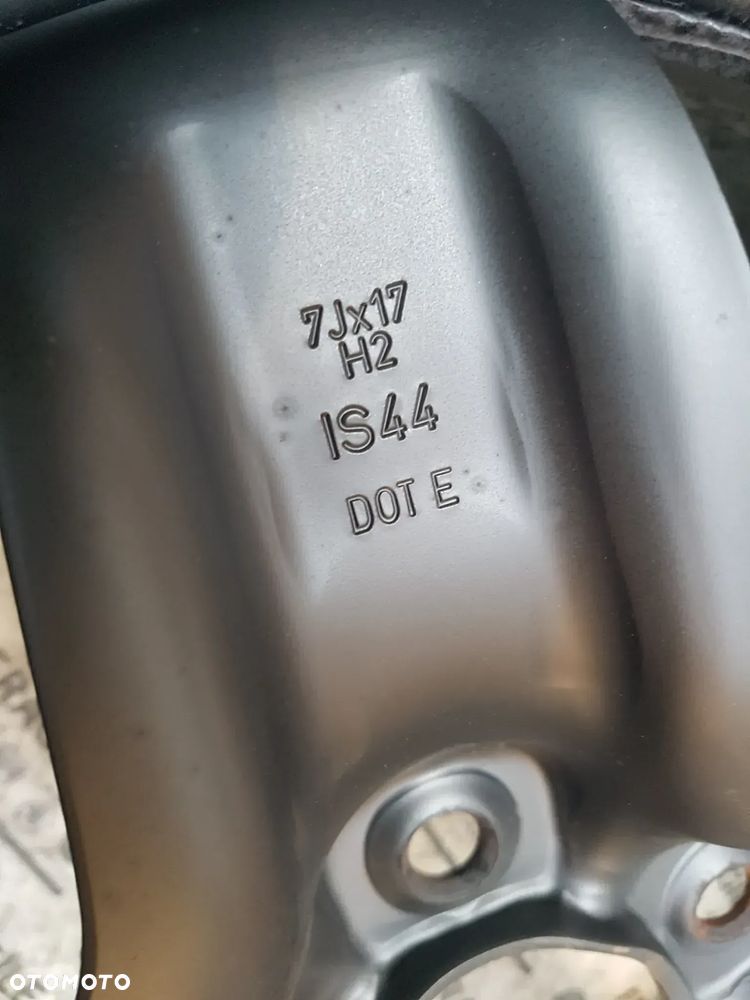 7Jx17
H2
IS44
DOT E
OTOMOTO